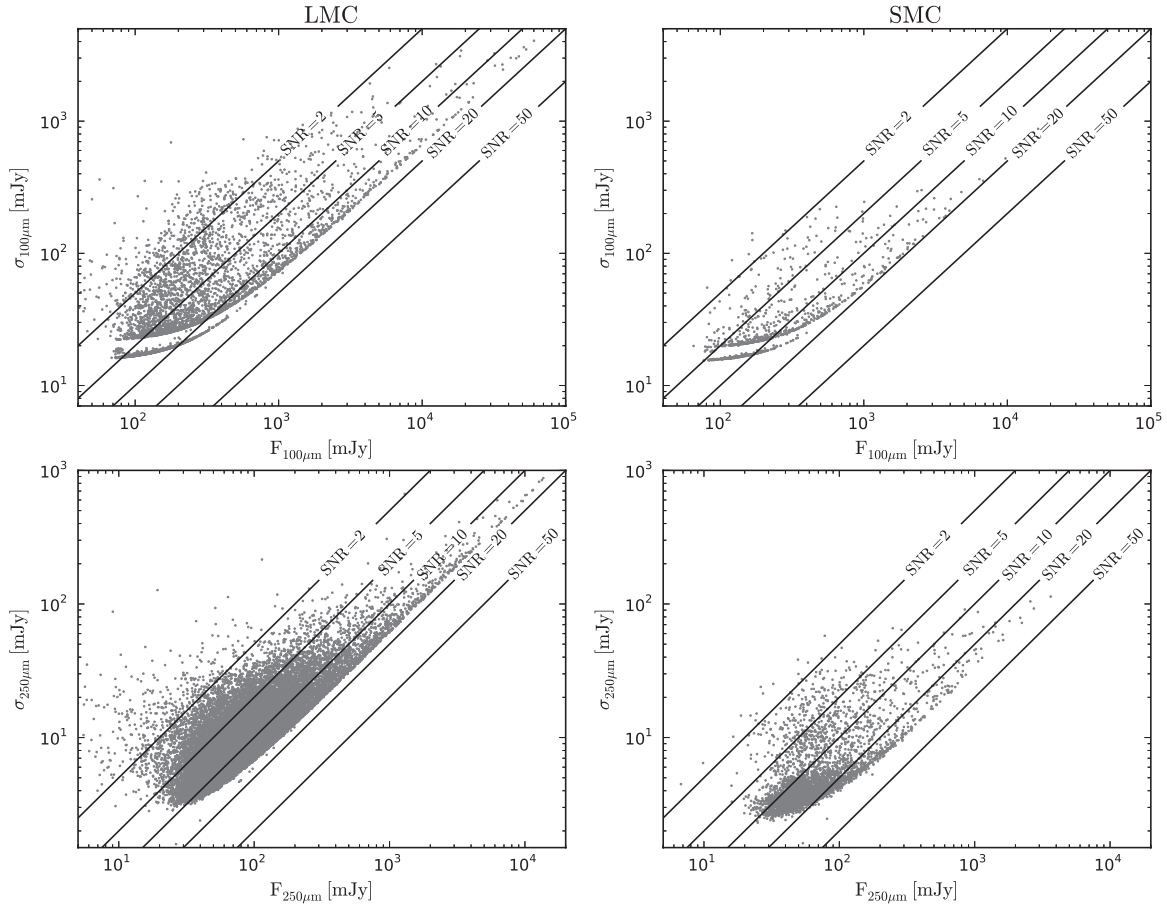 LMC
SMC
10³
10²
10¹
σ₁₀₀μm [mJy]
SNR=2
SNR=5
SNR=10
SNR=20
SNR=50
10² 10³ 10⁴ 10⁵
F₁₀₀μm [mJy]
10³
10²
10¹
σ₁₀₀μm [mJy]
SNR=2
SNR=5
SNR=10
SNR=20
SNR=50
10² 10³ 10⁴ 10⁵
F₁₀₀μm [mJy]
10³
10²
10¹
σ₂₅₀μm [mJy]
SNR=2
SNR=5
SNR=10
SNR=20
SNR=50
10¹ 10² 10³ 10⁴
F₂₅₀μm [mJy]
10³
10²
10¹
σ₂₅₀μm [mJy]
SNR=2
SNR=5
SNR=10
SNR=20
SNR=50
10¹ 10² 10³ 10⁴
F₂₅₀μm [mJy]